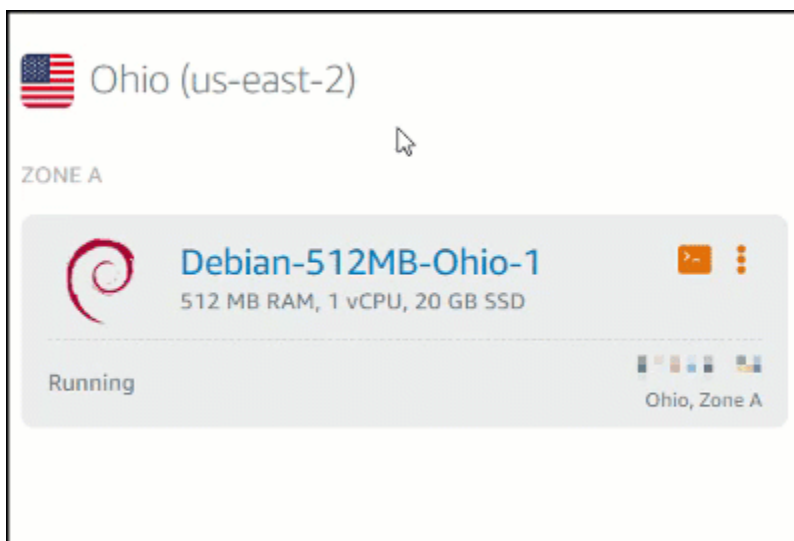 Ohio (us-east-2)
ZONE A
Debian-512MB-Ohio-1
512 MB RAM, 1 vCPU, 20 GB SSD
Running
Ohio, Zone A